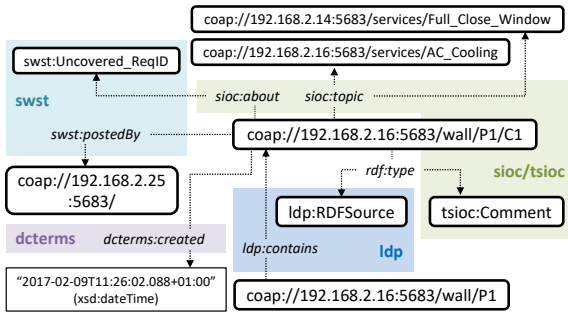 coap://192.168.2.14:5683/services/Full_Close_Window
coap://192.168.2.16:5683/services/AC_Cooling
swst:Uncovered_ReqID
swst
sioc:about
sioc:topic
swst:postedBy
coap://192.168.2.16:5683/wall/P1/C1
rdf:type
sioc/tsioc
coap://192.168.2.25
:5683/
ldp:RDFSource
tsioc:Comment
dcterms
dcterms:created
ldp:contains
ldp
"2017-02-09T11:26:02.088+01:00"
(xsd:dateTime)
coap://192.168.2.16:5683/wall/P1